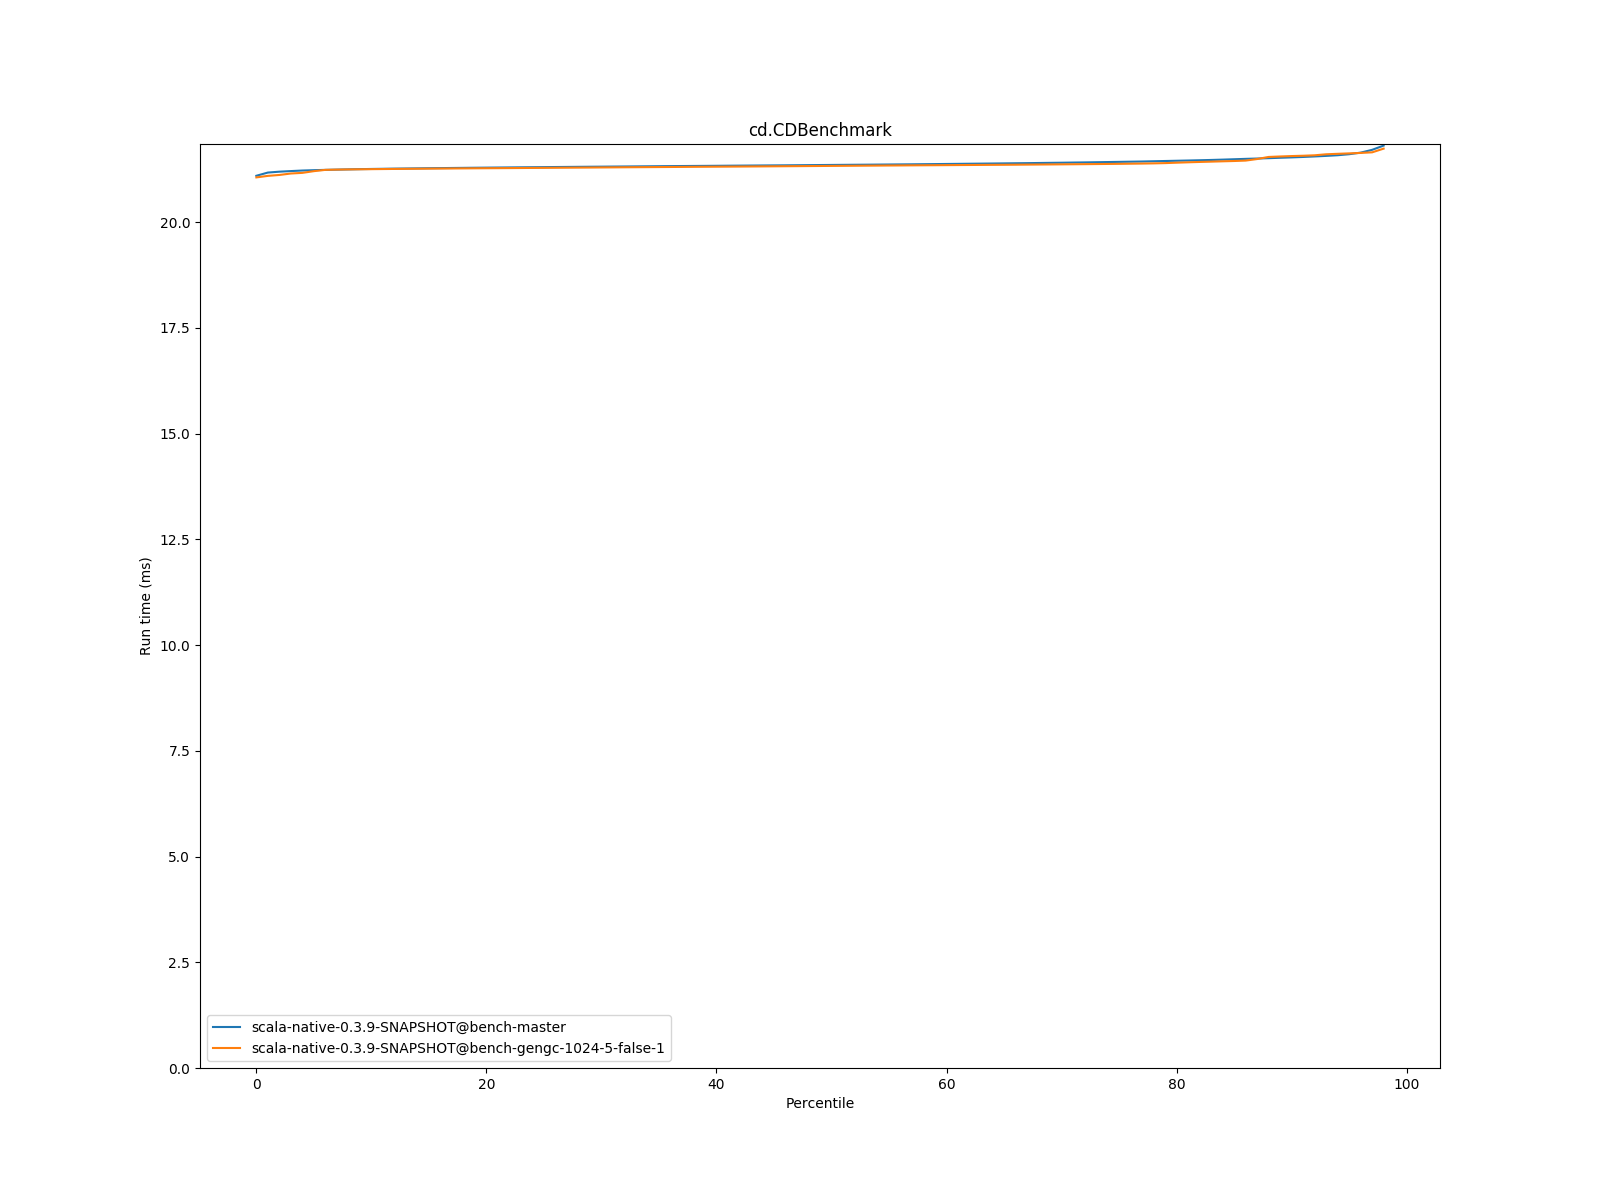 cd.CDBenchmark
20.0
17.5
15.0
12.5
10.0
7.5
5.0
2.5
0.0
Run time (ms)
scala-native-0.3.9-SNAPSHOT@bench-master
scala-native-0.3.9-SNAPSHOT@bench-gengc-1024-5-false-1
0 20 40 60 80 100
Percentile